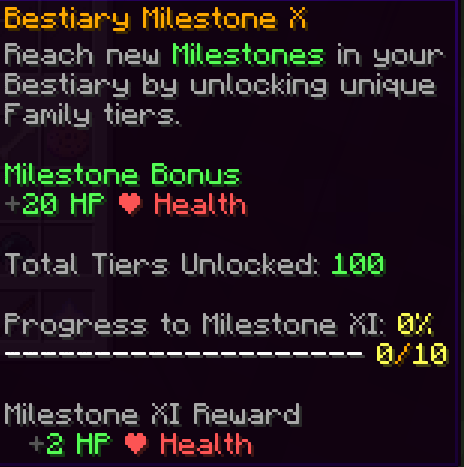 Bestiary Milestone X
Reach new Milestones in your
Bestiary by unlocking unique
Family tiers.
Milestone Bonus
+20 HP ❤ Health
Total Tiers Unlocked: 100
Progress to Milestone XI: 0%
-------------------- 0/10
Milestone XI Reward
+2 HP ❤ Health